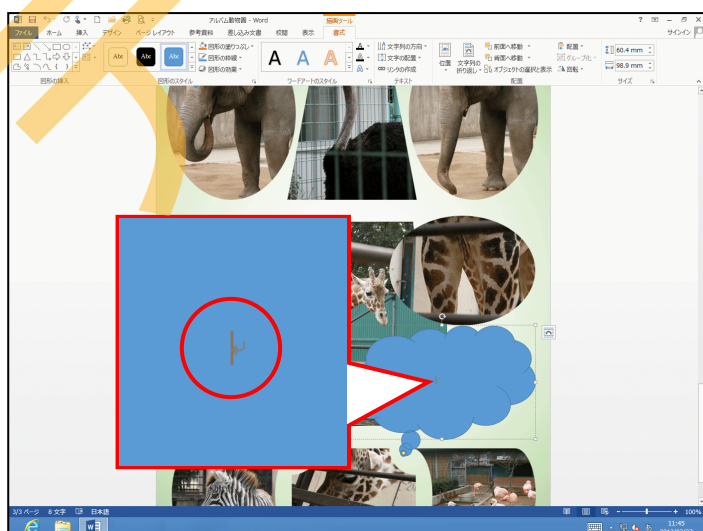 アルバム動物園 - Word
描画ツール
ファイル ホーム 挿入 デザイン ページ レイアウト 参考資料 差し込み文書 校閲 表示 書式
サインイン
Abc Abc Abc
図形の塗りつぶし
図形の枠線
図形の効果
A A A
文字列の方向
文字の配置
リンクの作成
位置 文字列の折り返し
前面へ移動
背面へ移動
オブジェクトの選択と表示
配置
グループ化
回転
60.4 mm
98.9 mm
図形の挿入 図形のスタイル ワードアートのスタイル テキスト 配置 サイズ
3/3 ページ 8 文字 日本語
100%
11:45